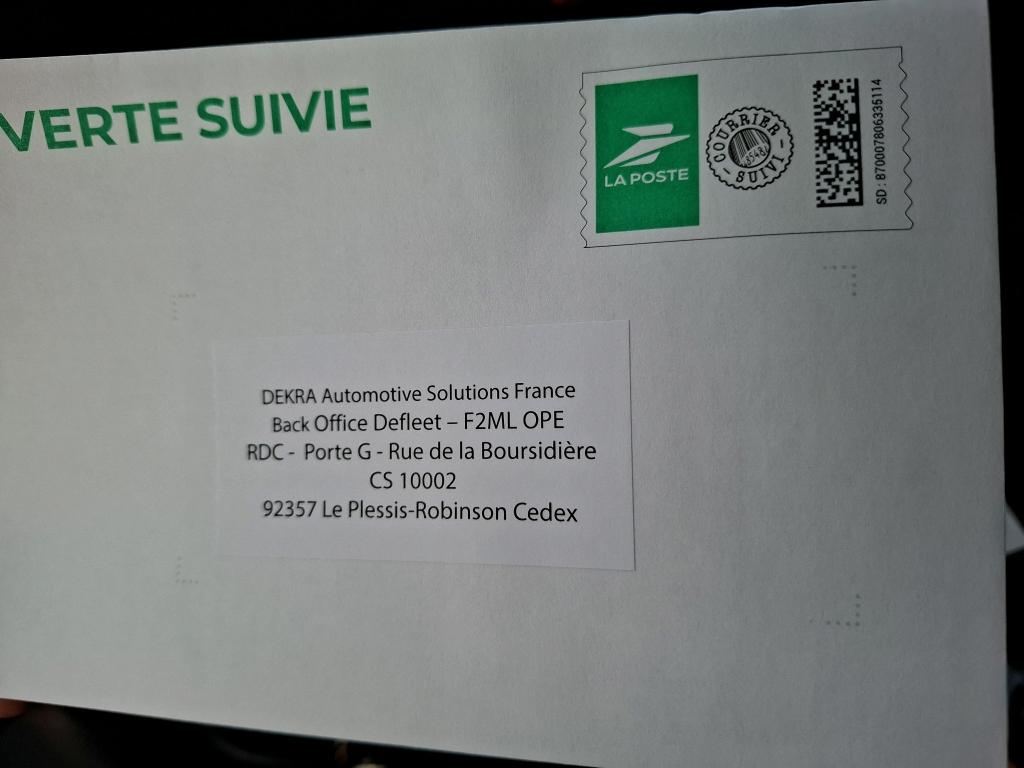 VERTE SUIVIE
LA POSTE
COURRIER
SUIVI
SD : 870007806335114
DEKRA Automotive Solutions France
Back Office Defleet – F2ML OPE
RDC - Porte G - Rue de la Boursidière
CS 10002
92357 Le Plessis-Robinson Cedex